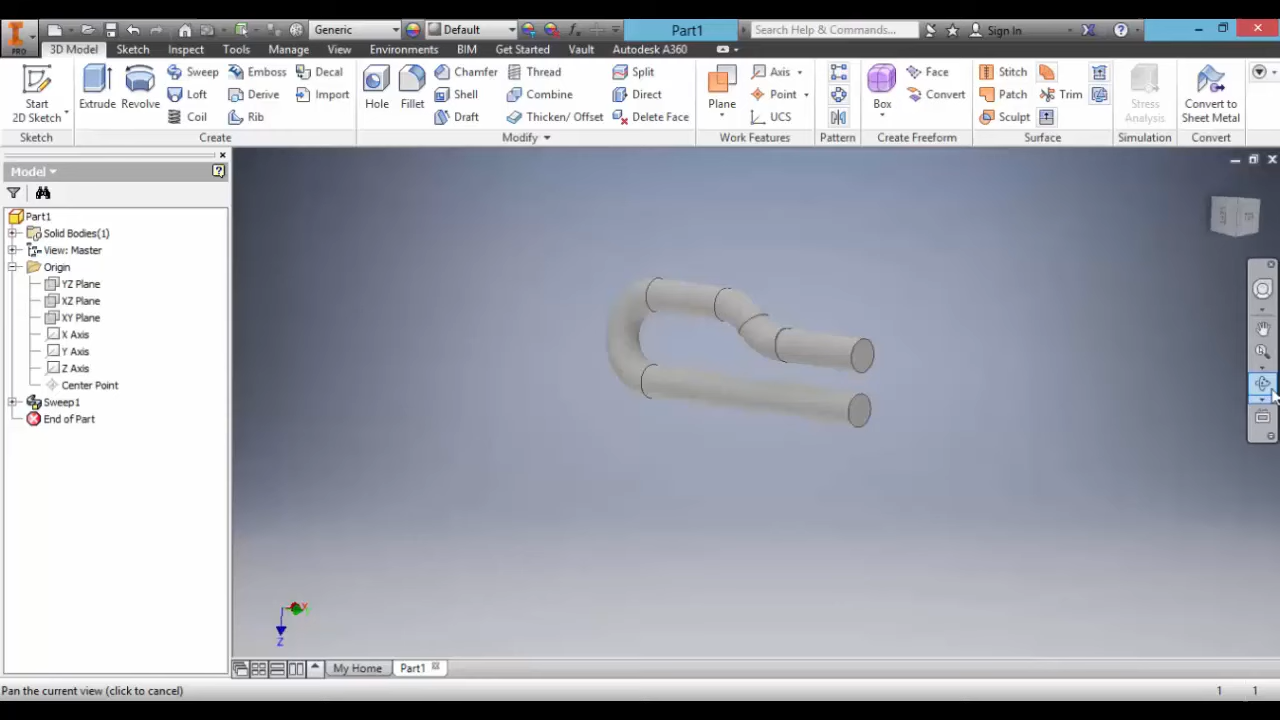 PRO
Generic
Default
Part1
Search Help & Commands...
Sign In
3D Model
Sketch
Inspect
Tools
Manage
View
Environments
BIM
Get Started
Vault
Autodesk A360
Start
2D Sketch
Extrude
Revolve
Sweep
Loft
Coil
Emboss
Derive
Rib
Decal
Import
Hole
Fillet
Chamfer
Shell
Draft
Thread
Combine
Thicken/ Offset
Split
Direct
Delete Face
Plane
Axis
Point
UCS
Box
Face
Convert
Stitch
Patch
Sculpt
Trim
Stress
Analysis
Convert to
Sheet Metal
Sketch
Create
Modify
Work Features
Pattern
Create Freeform
Surface
Simulation
Convert
Model
Part1
Solid Bodies(1)
View: Master
Origin
YZ Plane
XZ Plane
XY Plane
X Axis
Y Axis
Z Axis
Center Point
Sweep1
End of Part
X
Z
My Home
Part1
Pan the current view (click to cancel)
1
1